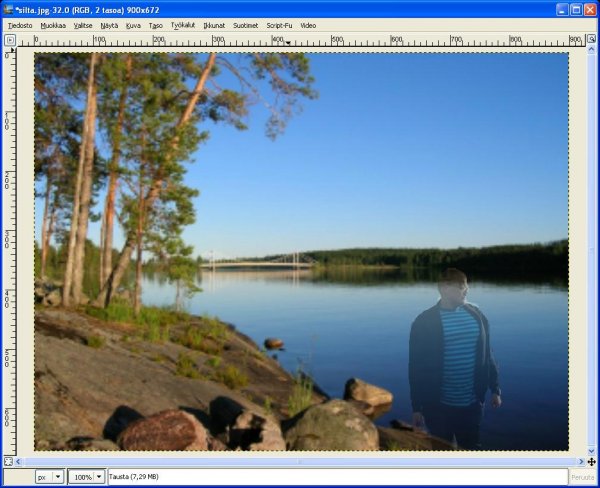 *silta.jpg-32.0 (RGB, 2 tasoa) 900x672
Tiedosto Muokkaa Valitse Näytä Kuva Taso Työkalut Ikkunat Suotimet Script-Fu Video
0 100 200 300 400 500 600 700 800 900
0
100
200
300
400
500
600
px 100% Tausta (7,29 MB) Peruuta